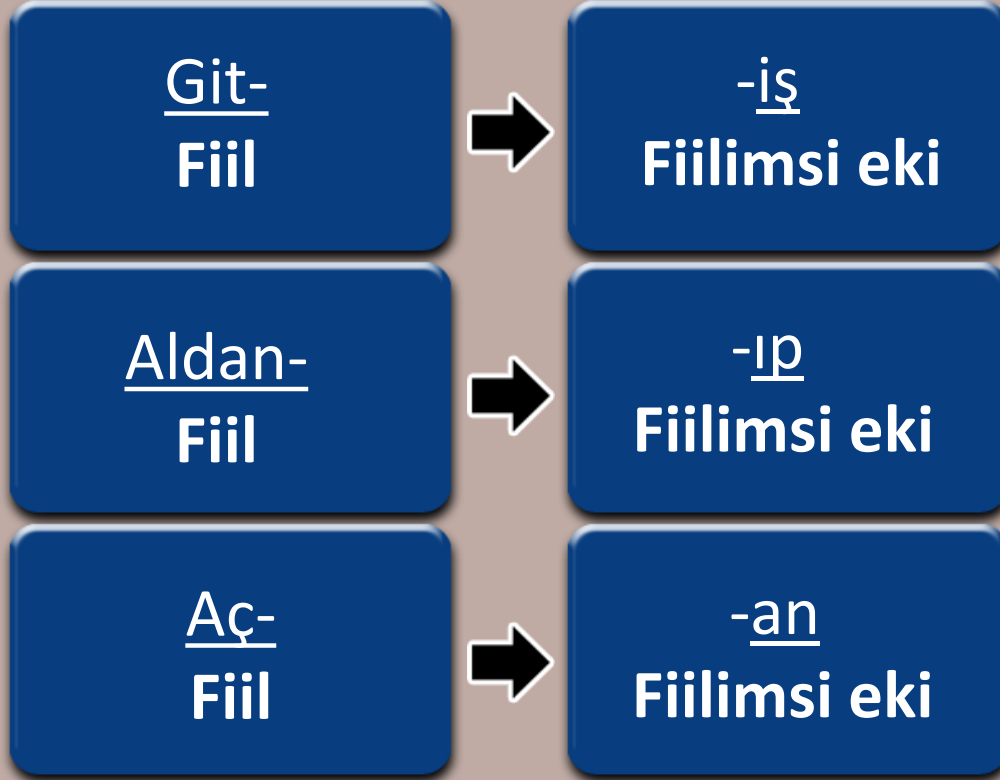 Git-
Fiil
-iş
Fiilimsi eki
Aldan-
Fiil
-ıp
Fiilimsi eki
Aç-
Fiil
-an
Fiilimsi eki